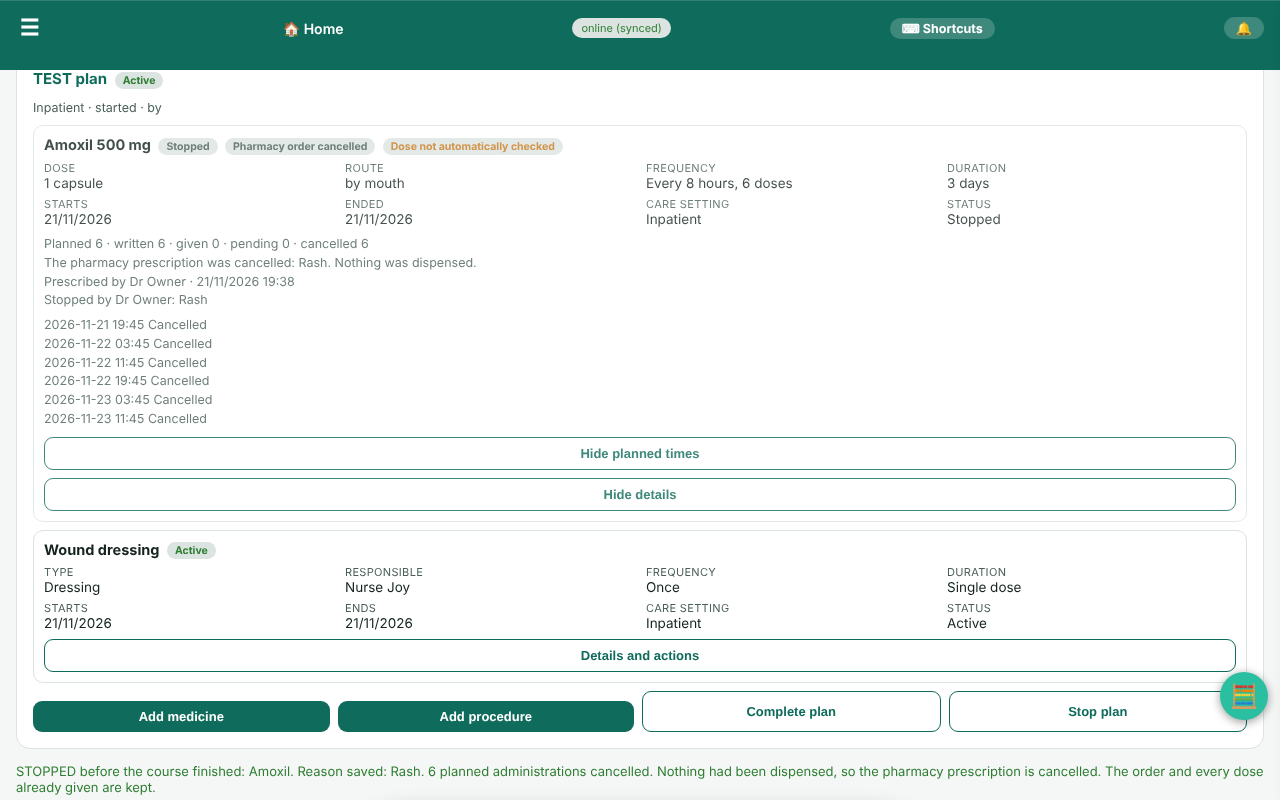 ☰ 🏠 Home online (synced) ⌨ Shortcuts 🔔
TEST plan Active
Inpatient · started · by
Amoxil 500 mg Stopped Pharmacy order cancelled Dose not automatically checked
DOSE ROUTE FREQUENCY DURATION
1 capsule by mouth Every 8 hours, 6 doses 3 days
STARTS ENDED CARE SETTING STATUS
21/11/2026 21/11/2026 Inpatient Stopped
Planned 6 · written 6 · given 0 · pending 0 · cancelled 6
The pharmacy prescription was cancelled: Rash. Nothing was dispensed.
Prescribed by Dr Owner · 21/11/2026 19:38
Stopped by Dr Owner: Rash
2026-11-21 19:45 Cancelled
2026-11-22 03:45 Cancelled
2026-11-22 11:45 Cancelled
2026-11-22 19:45 Cancelled
2026-11-23 03:45 Cancelled
2026-11-23 11:45 Cancelled
Hide planned times
Hide details
Wound dressing Active
TYPE RESPONSIBLE FREQUENCY DURATION
Dressing Nurse Joy Once Single dose
STARTS ENDS CARE SETTING STATUS
21/11/2026 21/11/2026 Inpatient Active
Details and actions
Add medicine Add procedure Complete plan Stop plan
STOPPED before the course finished: Amoxil. Reason saved: Rash. 6 planned administrations cancelled. Nothing had been dispensed, so the pharmacy prescription is cancelled. The order and every dose
already given are kept.